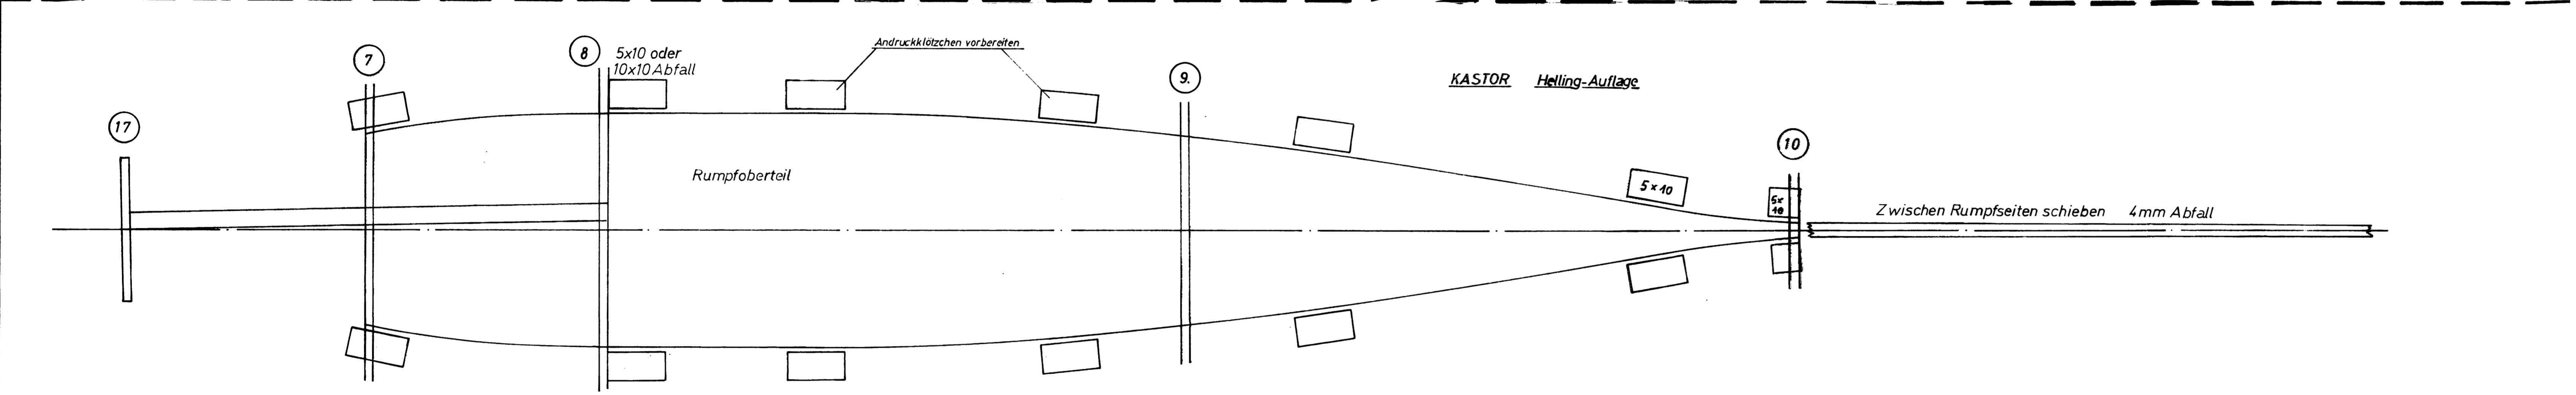 7
8
5x10 oder
10x10 Abfall
Andruckklötzchen vorbereiten
9.
KASTOR Helling-Auflage
17
10
Rumpfoberteil
5x10
5x
10
Zwischen Rumpfseiten schieben 4mm Abfall